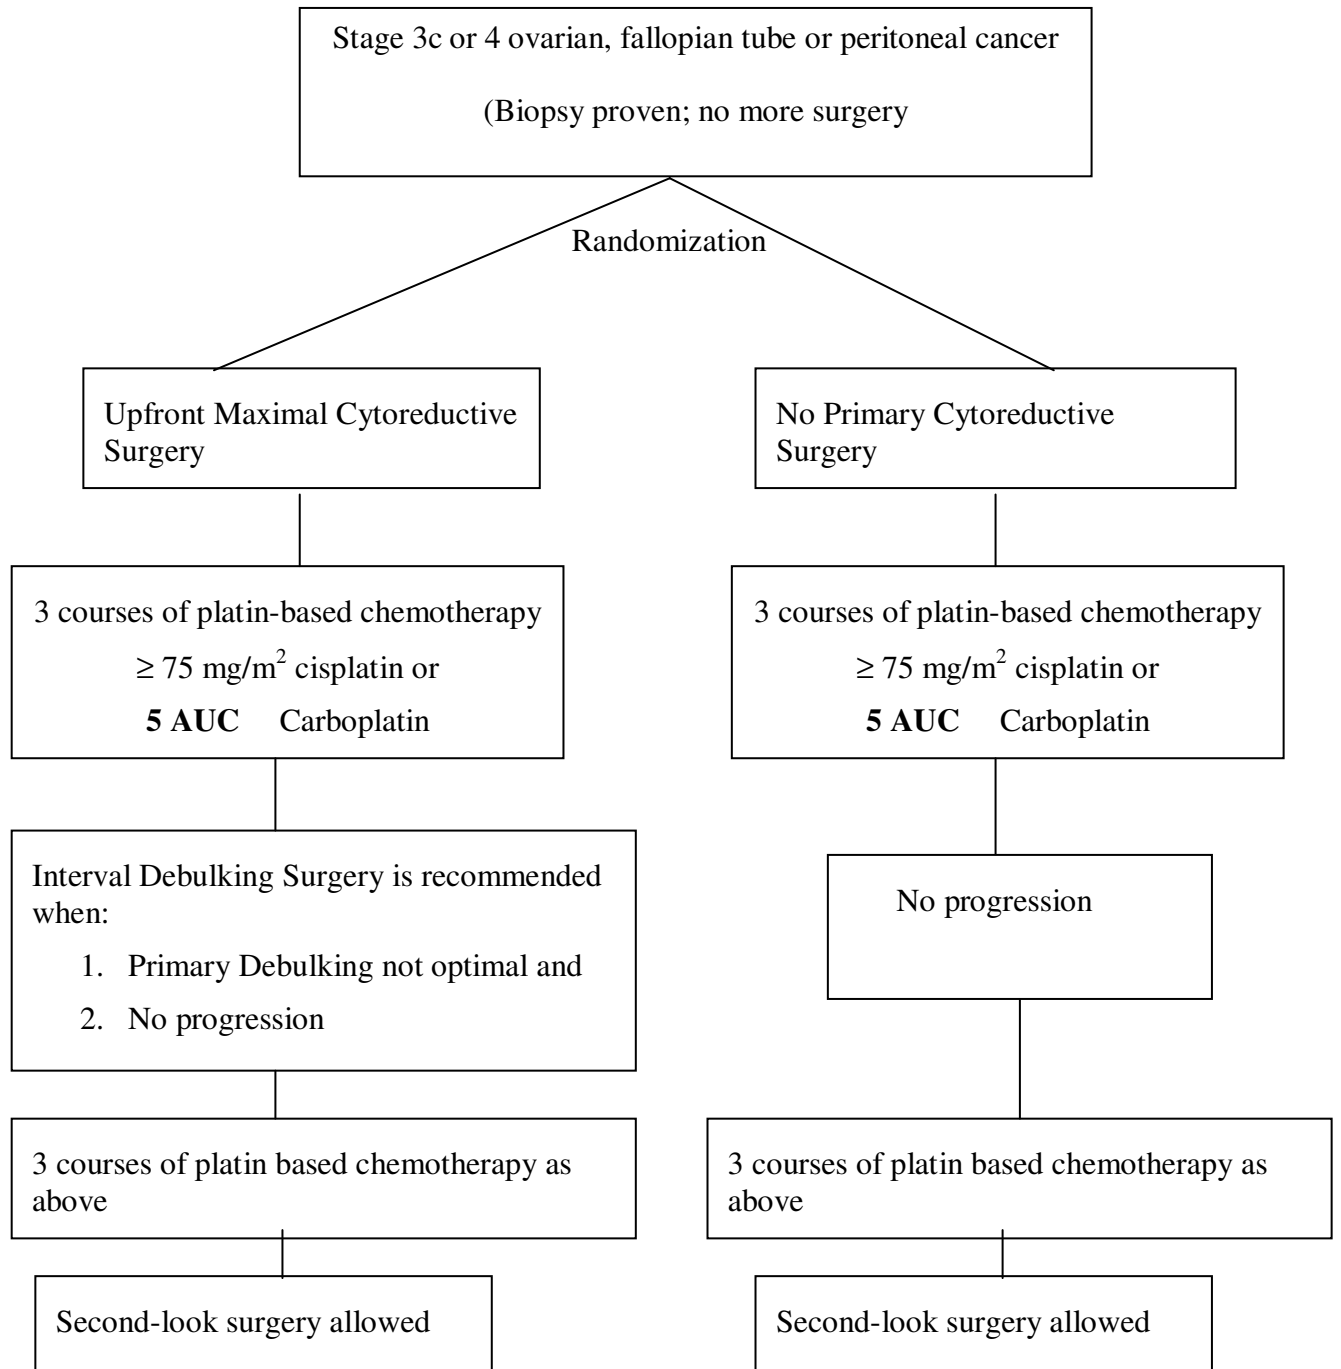 Stage 3c or 4 ovarian, fallopian tube or peritoneal cancer
(Biopsy proven; no more surgery
Randomization
Upfront Maximal Cytoreductive
Surgery
No Primary Cytoreductive
Surgery
3 courses of platin-based chemotherapy
≥ 75 mg/m² cisplatin or
5 AUC Carboplatin
3 courses of platin-based chemotherapy
≥ 75 mg/m² cisplatin or
5 AUC Carboplatin
Interval Debulking Surgery is recommended
when:
1. Primary Debulking not optimal and
2. No progression
No progression
3 courses of platin based chemotherapy as
above
3 courses of platin based chemotherapy as
above
Second-look surgery allowed
Second-look surgery allowed